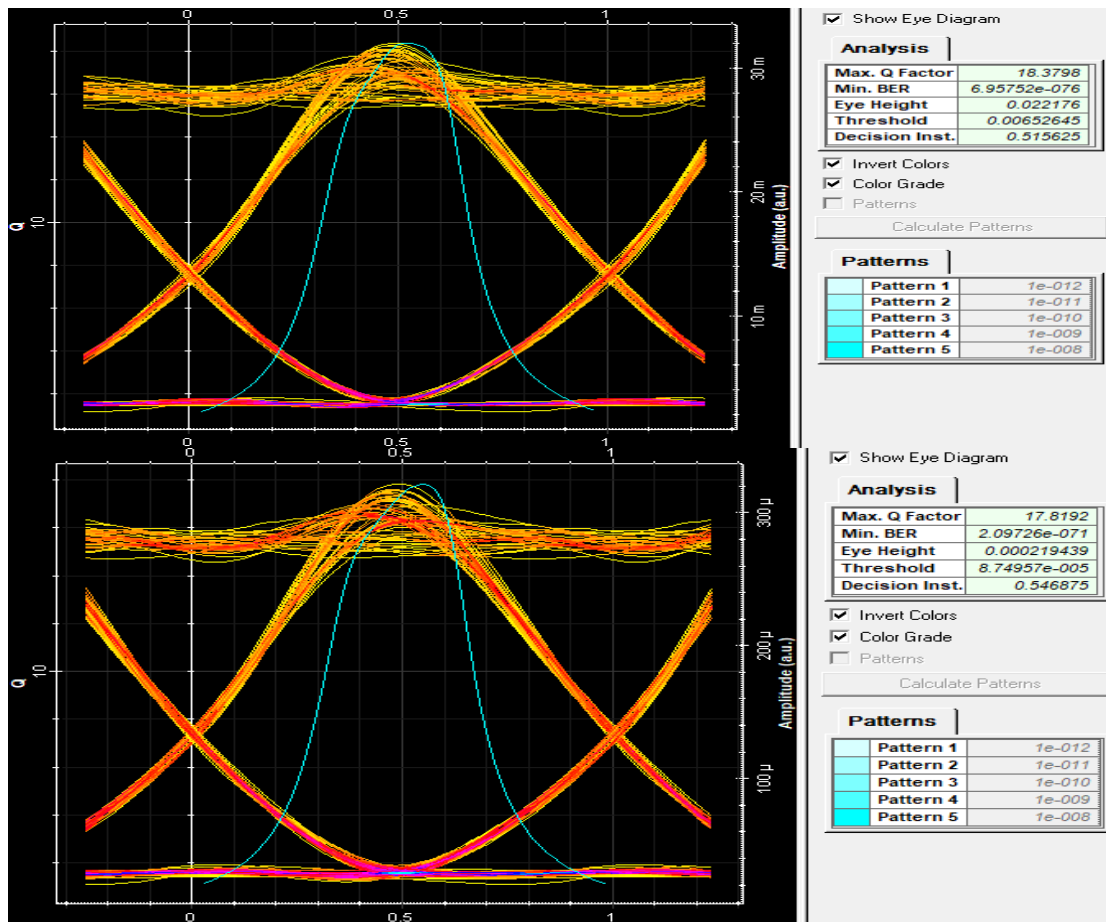 0 0.5 1
Show Eye Diagram
Analysis
Max. Q Factor 18.3798
Min. BER 6.95752e-076
Eye Height 0.022176
Threshold 0.00652645
Decision Inst. 0.515625
Invert Colors
Color Grade
Patterns
Calculate Patterns
Patterns
Pattern 1 1e-012
Pattern 2 1e-011
Pattern 3 1e-010
Pattern 4 1e-009
Pattern 5 1e-008
Q
10
30 m
20 m
10 m
Amplitude (a.u.)
0 0.5 1
0 0.5 1
Show Eye Diagram
Analysis
Max. Q Factor 17.8192
Min. BER 2.09726e-071
Eye Height 0.000219439
Threshold 8.74957e-005
Decision Inst. 0.546875
Invert Colors
Color Grade
Patterns
Calculate Patterns
Patterns
Pattern 1 1e-012
Pattern 2 1e-011
Pattern 3 1e-010
Pattern 4 1e-009
Pattern 5 1e-008
Q
10
300 µ
200 µ
100 µ
Amplitude (a.u.)
0 0.5 1